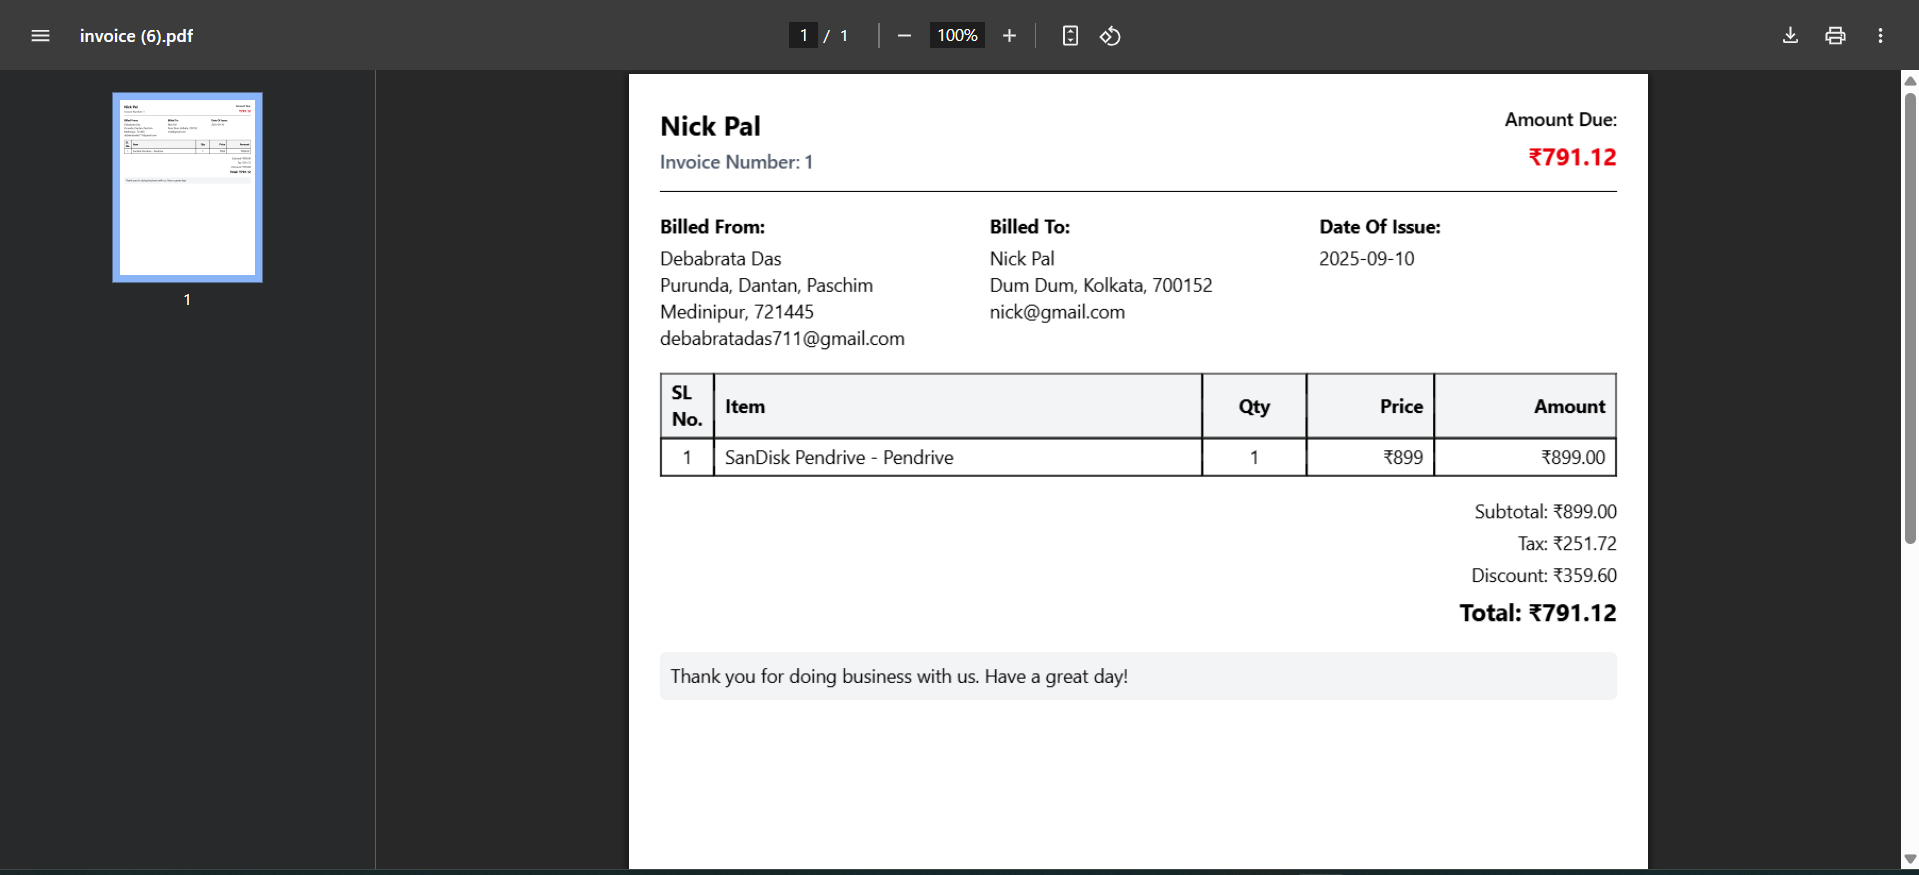 invoice (6).pdf
1 / 1
100%
1
Nick Pal
Invoice Number: 1
Amount Due:
₹791.12
Billed From:
Debabrata Das
Purunda, Dantan, Paschim
Medinipur, 721445
debabratadas711@gmail.com
Billed To:
Nick Pal
Dum Dum, Kolkata, 700152
nick@gmail.com
Date Of Issue:
2025-09-10
SL No. Item Qty Price Amount
1 SanDisk Pendrive - Pendrive 1 ₹899 ₹899.00
Subtotal: ₹899.00
Tax: ₹251.72
Discount: ₹359.60
Total: ₹791.12
Thank you for doing business with us. Have a great day!